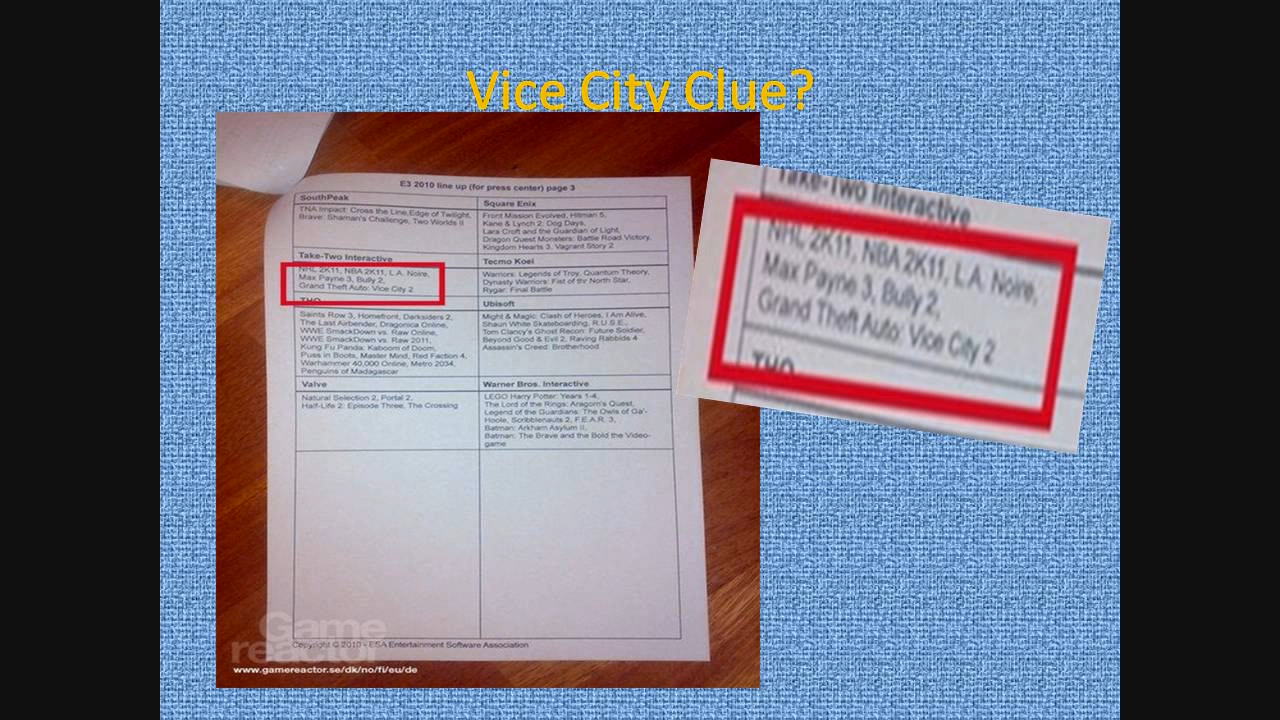 Vice City Clue?
E3 2010 line up (for press center) page 3
SouthPeak
TNA Impact: Cross the Line,Edge of Twilight,
Brave: Shaman's Challenge, Two Worlds II
Square Enix
Front Mission Evolved, Hitman 5,
Kane & Lynch 2: Dog Days,
Lara Croft and the Guardian of Light,
Dragon Quest Monsters: Battle Road Victory,
Kingdom Hearts 3, Vagrant Story 2
Take-Two Interactive
NHL 2K11, NBA 2K11, L.A. Noire,
Max Payne 3, Bully 2,
Grand Theft Auto: Vice City 2
Tecmo Koei
Warriors: Legends of Troy, Quantum Theory,
Dynasty Warriors: Fist of thr North Star,
Rygar: Final Battle
THQ
Saints Row 3, Homefront, Darksiders 2,
The Last Airbender, Dragonica Online,
WWE SmackDown vs. Raw Online,
WWE SmackDown vs. Raw 2011,
Kung Fu Panda: Kaboom of Doom,
Puss in Boots, Master Mind, Red Faction 4,
Warhammer 40,000 Online, Metro 2034,
Penguins of Madagascar
Ubisoft
Might & Magic: Clash of Heroes, I Am Alive,
Shaun White Skateboarding, R.U.S.E.,
Tom Clancy's Ghost Recon: Future Soldier,
Beyond Good & Evil 2, Raving Rabbids 4
Assassin's Creed: Brotherhood
Valve
Natural Selection 2, Portal 2,
Half-Life 2: Episode Three, The Crossing
Warner Bros. Interactive
LEGO Harry Potter: Years 1-4,
The Lord of the Rings: Aragorn's Quest,
Legend of the Guardians: The Owls of Ga'-
Hoole, Scribblenauts 2, F.E.A.R. 3,
Batman: Arkham Asylum II,
Batman: The Brave and the Bold the Video-
game
Copyright © 2010 - ESA Entertainment Software Association
Game
reactor
www.gamereactor.se/dk/no/fi/eu/de
Take-Two Interactive
NHL 2K11, NBA 2K11, L.A. Noire,
Max Payne 3, Bully 2,
Grand Theft Auto: Vice City 2
THQ